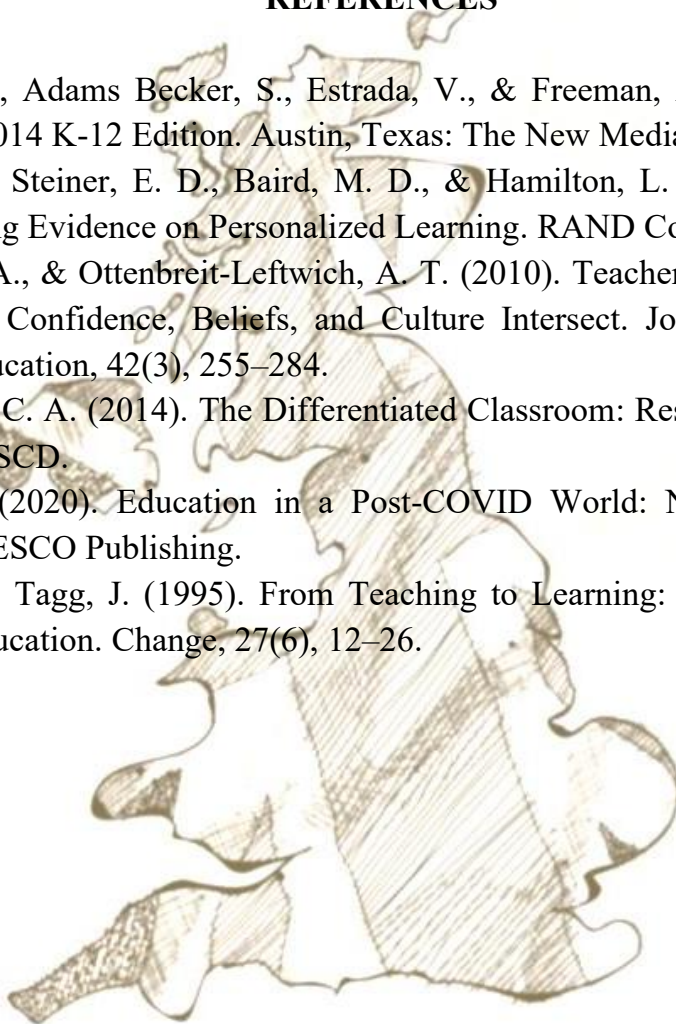 REFERENCES
, Adams Becker, S., Estrada, V., & Freeman,
014 K-12 Edition. Austin, Texas: The New Media
Steiner, E. D., Baird, M. D., & Hamilton, L.
g Evidence on Personalized Learning. RAND Co
A., & Ottenbreit-Leftwich, A. T. (2010). Teacher
Confidence, Beliefs, and Culture Intersect. Jo
ucation, 42(3), 255–284.
C. A. (2014). The Differentiated Classroom: Res
SCD.
(2020). Education in a Post-COVID World: N
ESCO Publishing.
Tagg, J. (1995). From Teaching to Learning:
ucation. Change, 27(6), 12–26.